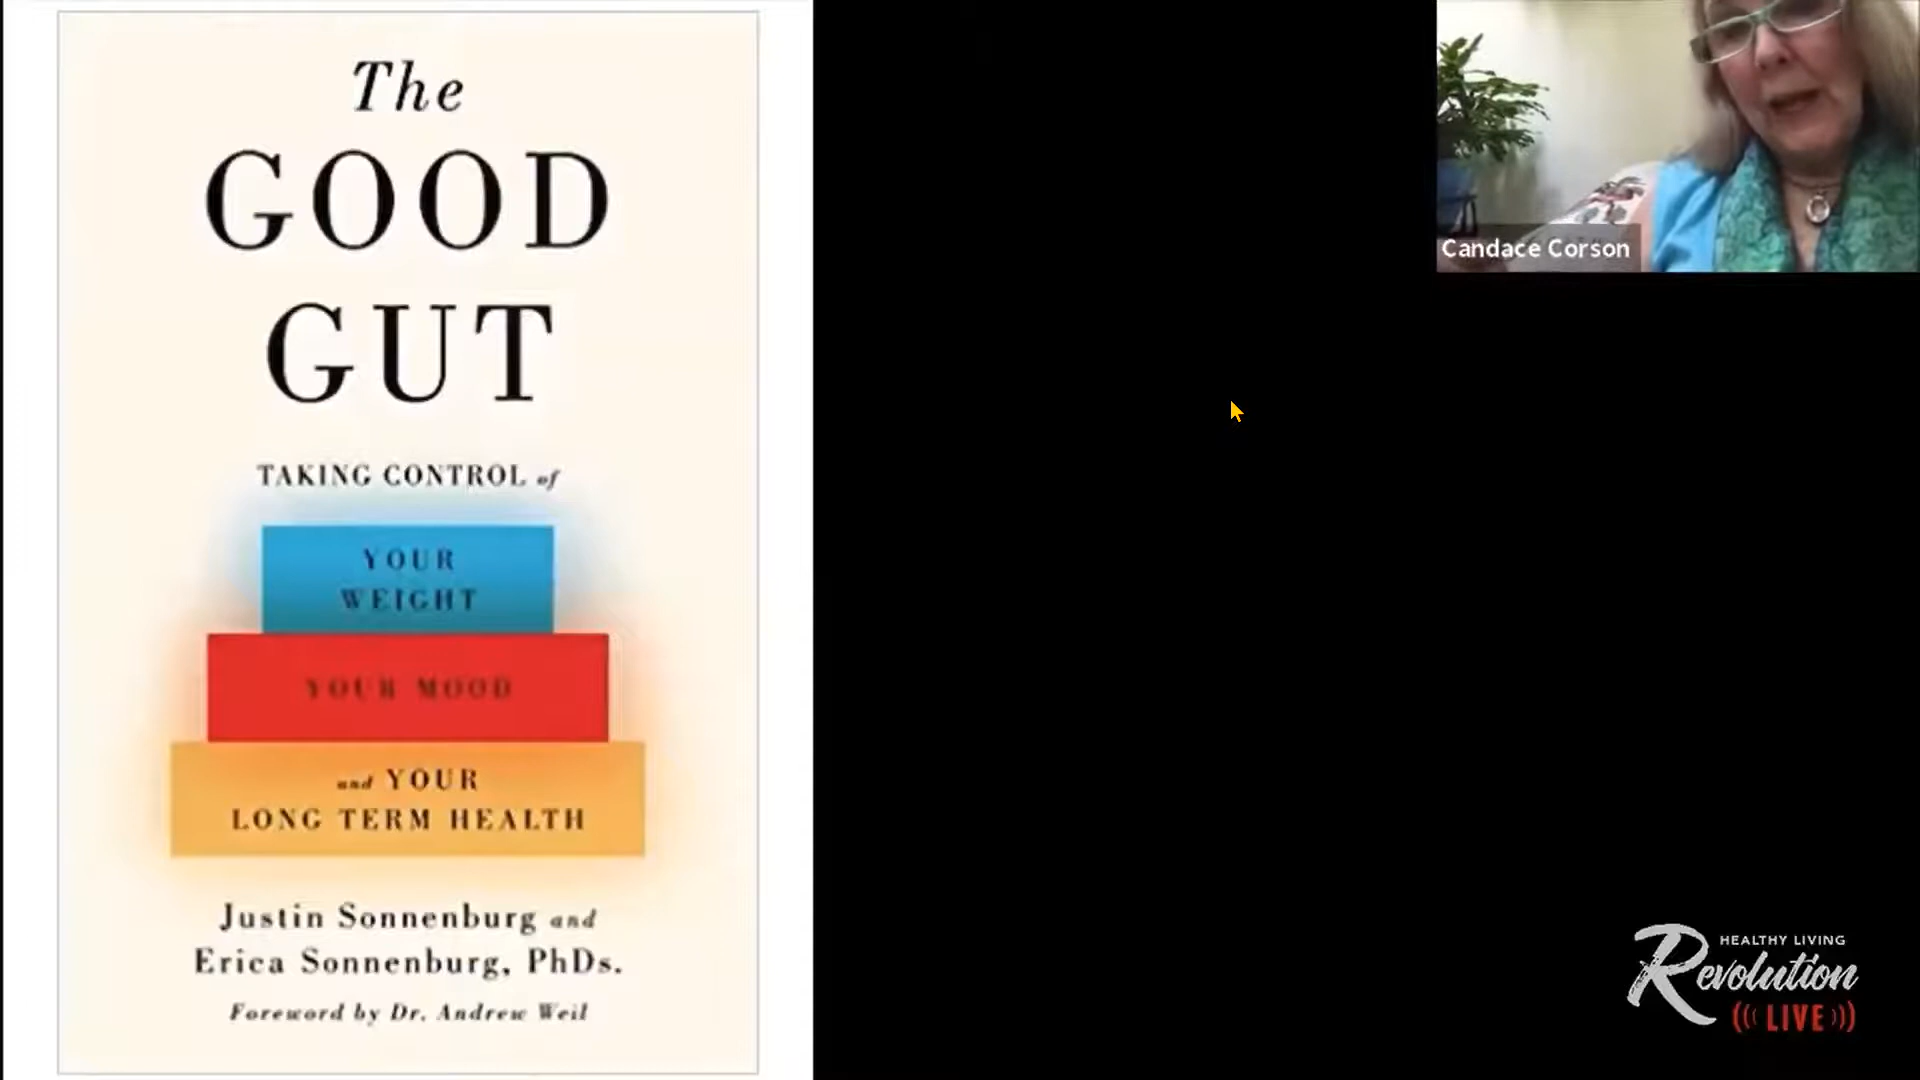 The
GOOD
GUT
TAKING CONTROL of
YOUR
WEIGHT
YOUR MOOD
and YOUR
LONG TERM HEALTH
Justin Sonnenburg and
Erica Sonnenburg, PhDs.
Foreword by Dr. Andrew Weil
Candace Corson
HEALTHY LIVING
Revolution
LIVE